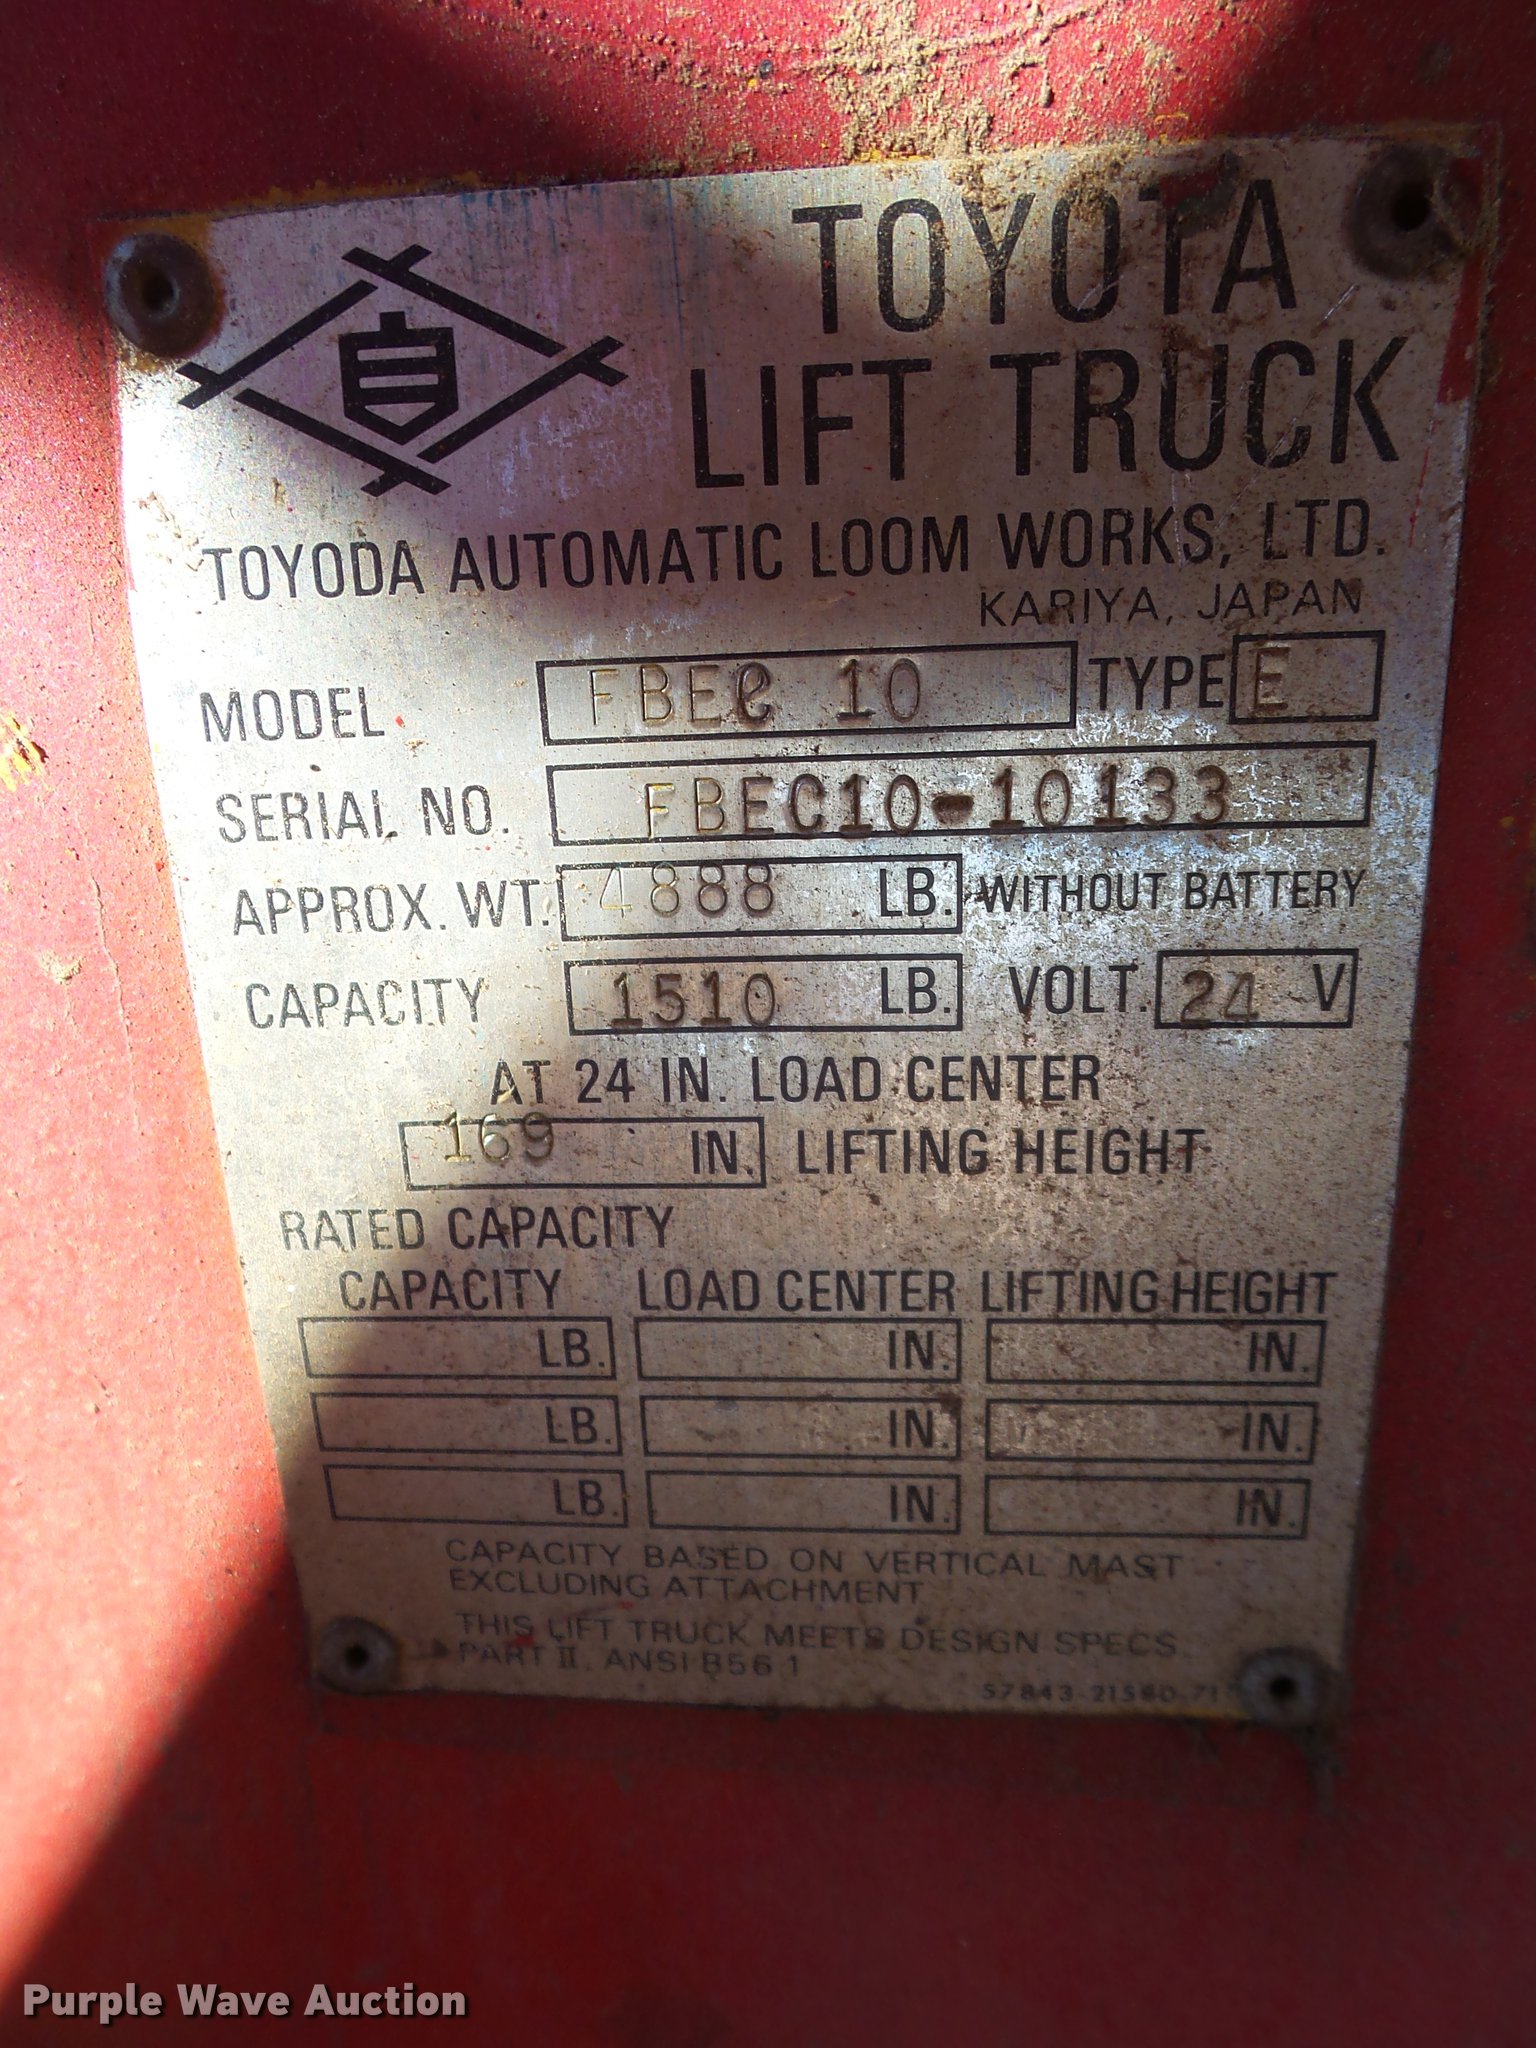 TOYOTA
LIFT TRUCK
TOYODA AUTOMATIC LOOM WORKS, LTD.
KARIYA, JAPAN
MODEL FBEC 10 TYPE E
SERIAL NO. FBEC10-10133
APPROX. WT. 4888 LB. WITHOUT BATTERY
CAPACITY 1510 LB. VOLT. 24 V
AT 24 IN. LOAD CENTER
169 IN. LIFTING HEIGHT
RATED CAPACITY
CAPACITY LOAD CENTER LIFTING HEIGHT
LB. IN. IN.
LB. IN. IN.
LB. IN. IN.
CAPACITY BASED ON VERTICAL MAST
EXCLUDING ATTACHMENT
THIS LIFT TRUCK MEETS DESIGN SPECS
PART II. ANSI B56.1
Purple Wave Auction